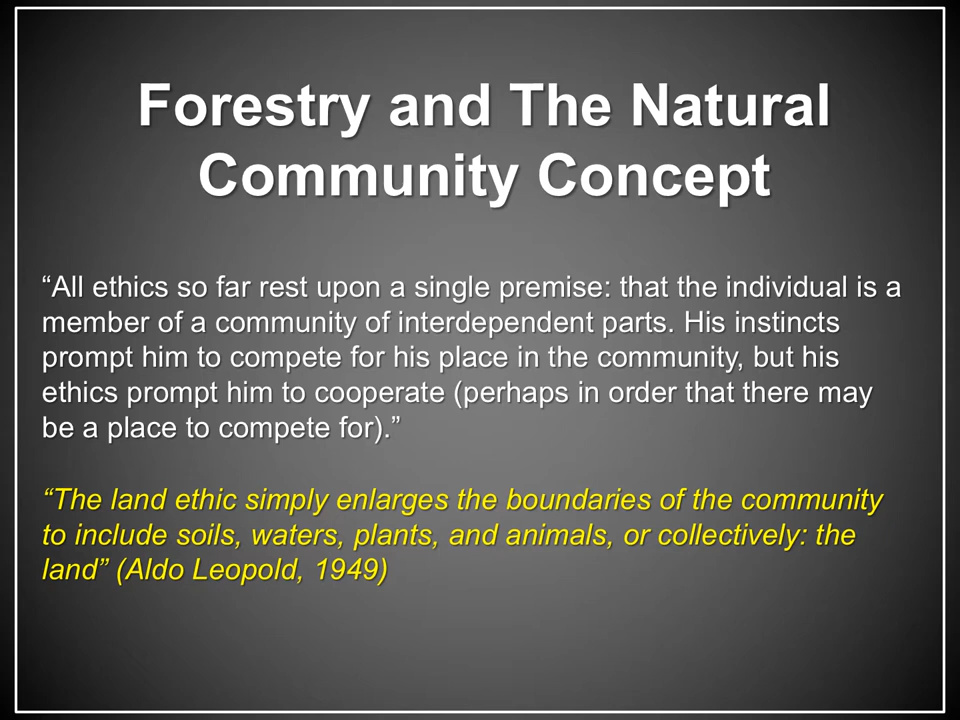 Forestry and The Natural
Community Concept
“All ethics so far rest upon a single premise: that the individual is a
member of a community of interdependent parts. His instincts
prompt him to compete for his place in the community, but his
ethics prompt him to cooperate (perhaps in order that there may
be a place to compete for).”
“The land ethic simply enlarges the boundaries of the community
to include soils, waters, plants, and animals, or collectively: the
land” (Aldo Leopold, 1949)